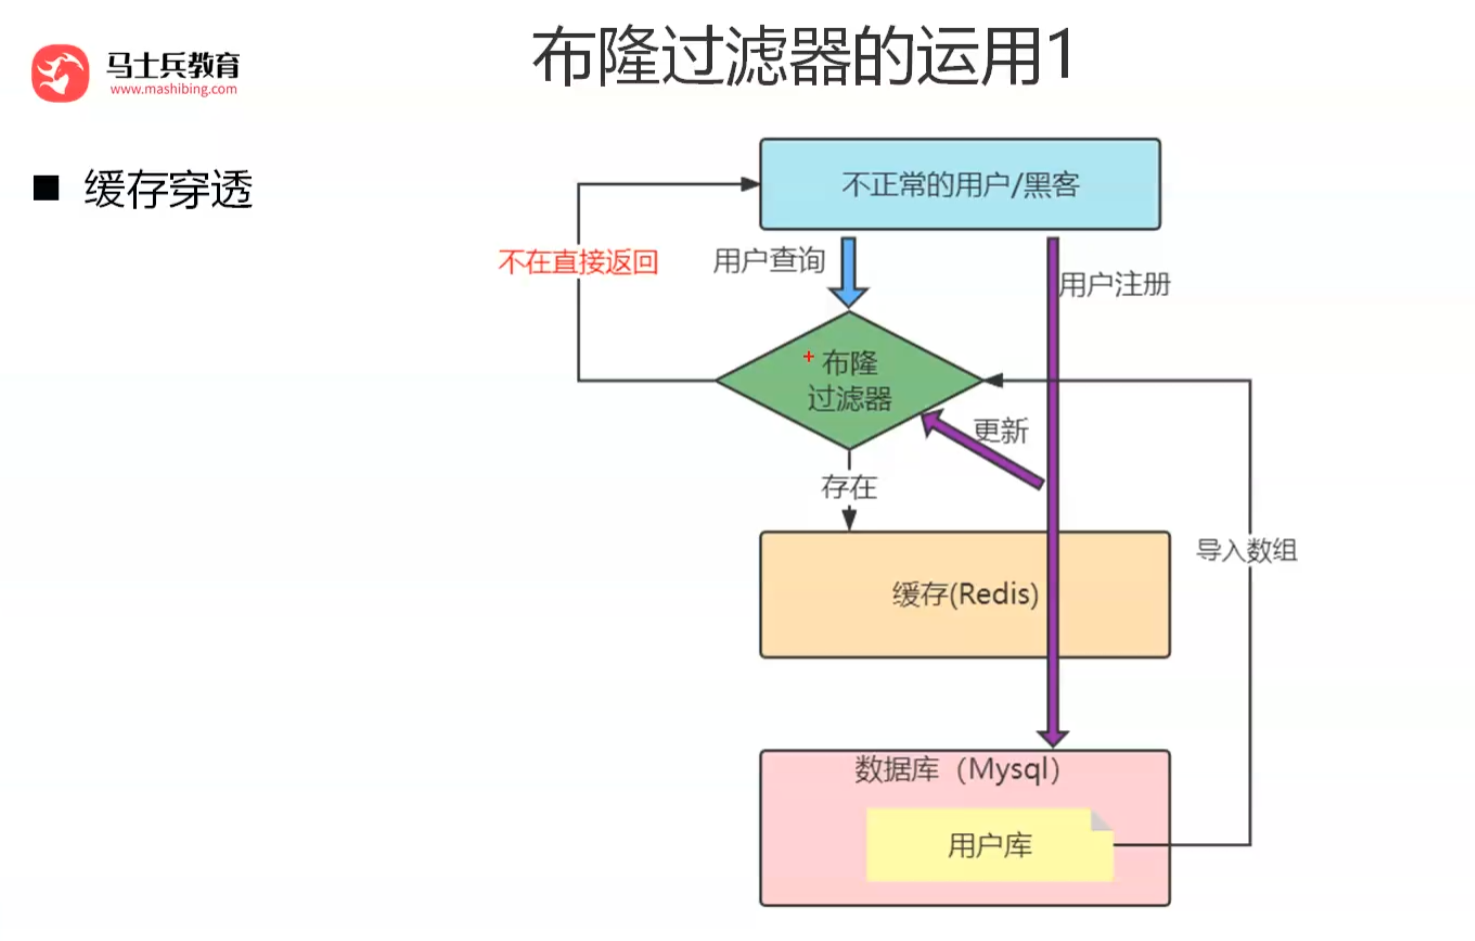 布隆过滤器的运用1
马士兵教育
www.mashibing.com
■ 缓存穿透
不正常的用户/黑客
不在直接返回
用户查询
用户注册
布隆
过滤器
更新
存在
导入数组
缓存(Redis)
数据库（Mysql）
用户库